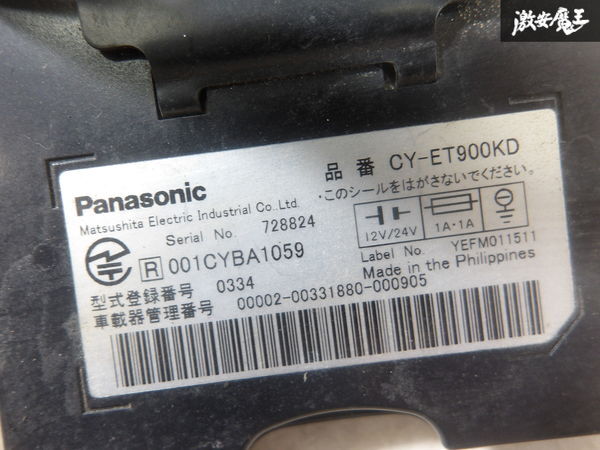 激安魔王
Panasonic 品番 CY-ET900KD
Matsushita Electric Industrial Co.,Ltd. ・このシールをはがさないでください。
Serial No. 728824
12V/24V 1A・1A
R 001CYBA1059 Label No. YEFM011511
Made in the Philippines
型式登録番号 0334
車載器管理番号 00002-00331880-000905